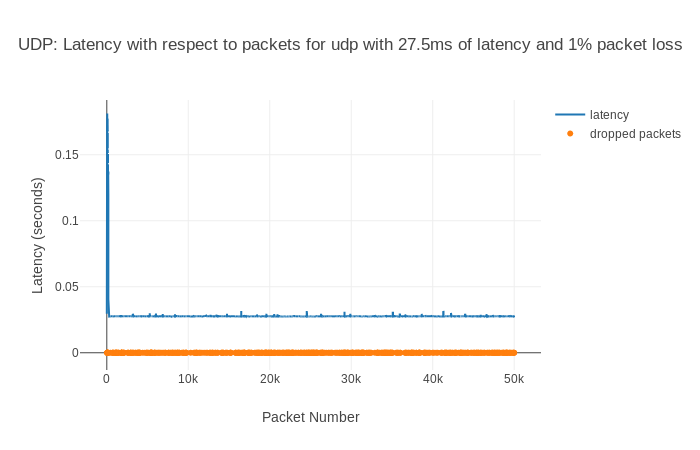 UDP: Latency with respect to packets for udp with 27.5ms of latency and 1% packet loss
latency
dropped packets
0.15
0.1
0.05
0
Latency (seconds)
0 10k 20k 30k 40k 50k
Packet Number